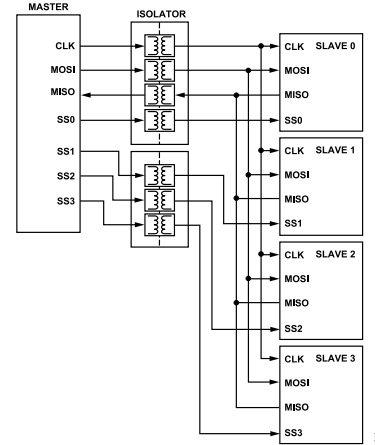 MASTER
ISOLATOR
CLK
MOSI
MISO
SS0
SS1
SS2
SS3
CLK SLAVE 0
MOSI
MISO
SS0
CLK SLAVE 1
MOSI
MISO
SS1
CLK SLAVE 2
MOSI
MISO
SS2
CLK SLAVE 3
MOSI
MISO
SS3